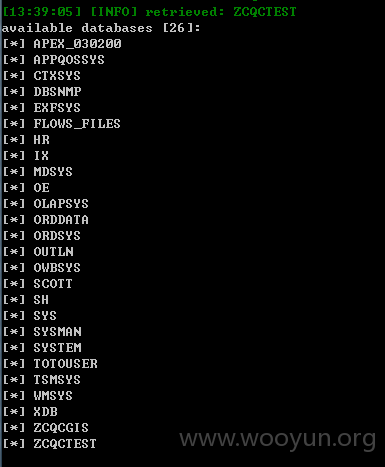 [13:39:05] [INFO] retrieved: ZCQCTEST
available databases [26]:
[*] APEX_030200
[*] APPQOSSYS
[*] CTXSYS
[*] DBSNMP
[*] EXFSYS
[*] FLOWS_FILES
[*] HR
[*] IX
[*] MDSYS
[*] OE
[*] OLAPSYS
[*] ORDDATA
[*] ORDSYS
[*] OUTLN
[*] OWBSYS
[*] SCOTT
[*] SH
[*] SYS
[*] SYSMAN
[*] SYSTEM
[*] TOTOUSER
[*] TSMSYS
[*] WMSYS
[*] XDB
[*] ZCQCGIS
[*] ZCQCTEST
www.wooyun.org